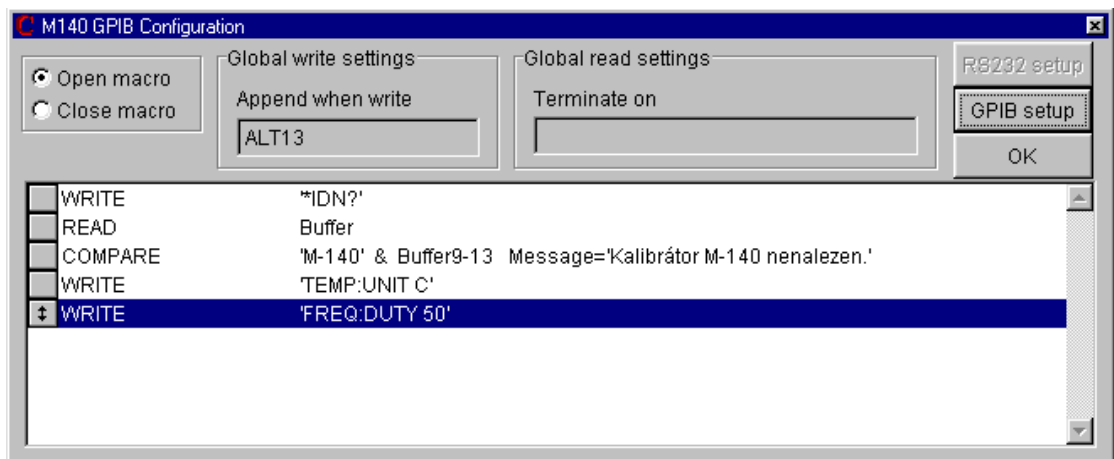 M140 GPIB Configuration
Open macro
Close macro
Global write settings
Append when write
ALT13
Global read settings
Terminate on
RS232 setup
GPIB setup
OK
WRITE '*IDN?'
READ Buffer
COMPARE 'M-140' & Buffer9-13 Message='Kalibrátor M-140 nenalezen.'
WRITE 'TEMP:UNIT C'
WRITE 'FREQ:DUTY 50'